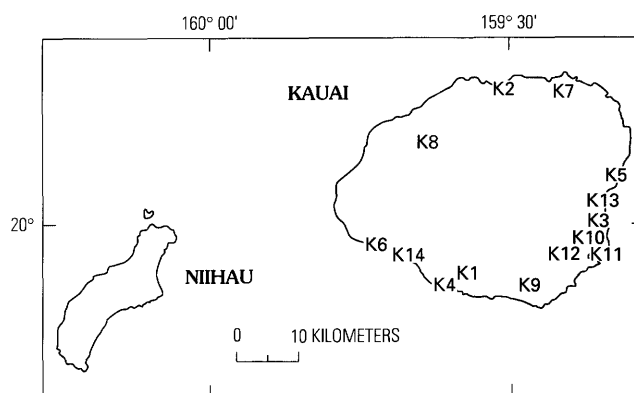 160° 00' 159° 30'
KAUAI
K2 K7
K8
K5
K13
20° K3
K6 K10
K14 K12 K11
NIIHAU K1
K4 K9
0 10 KILOMETERS